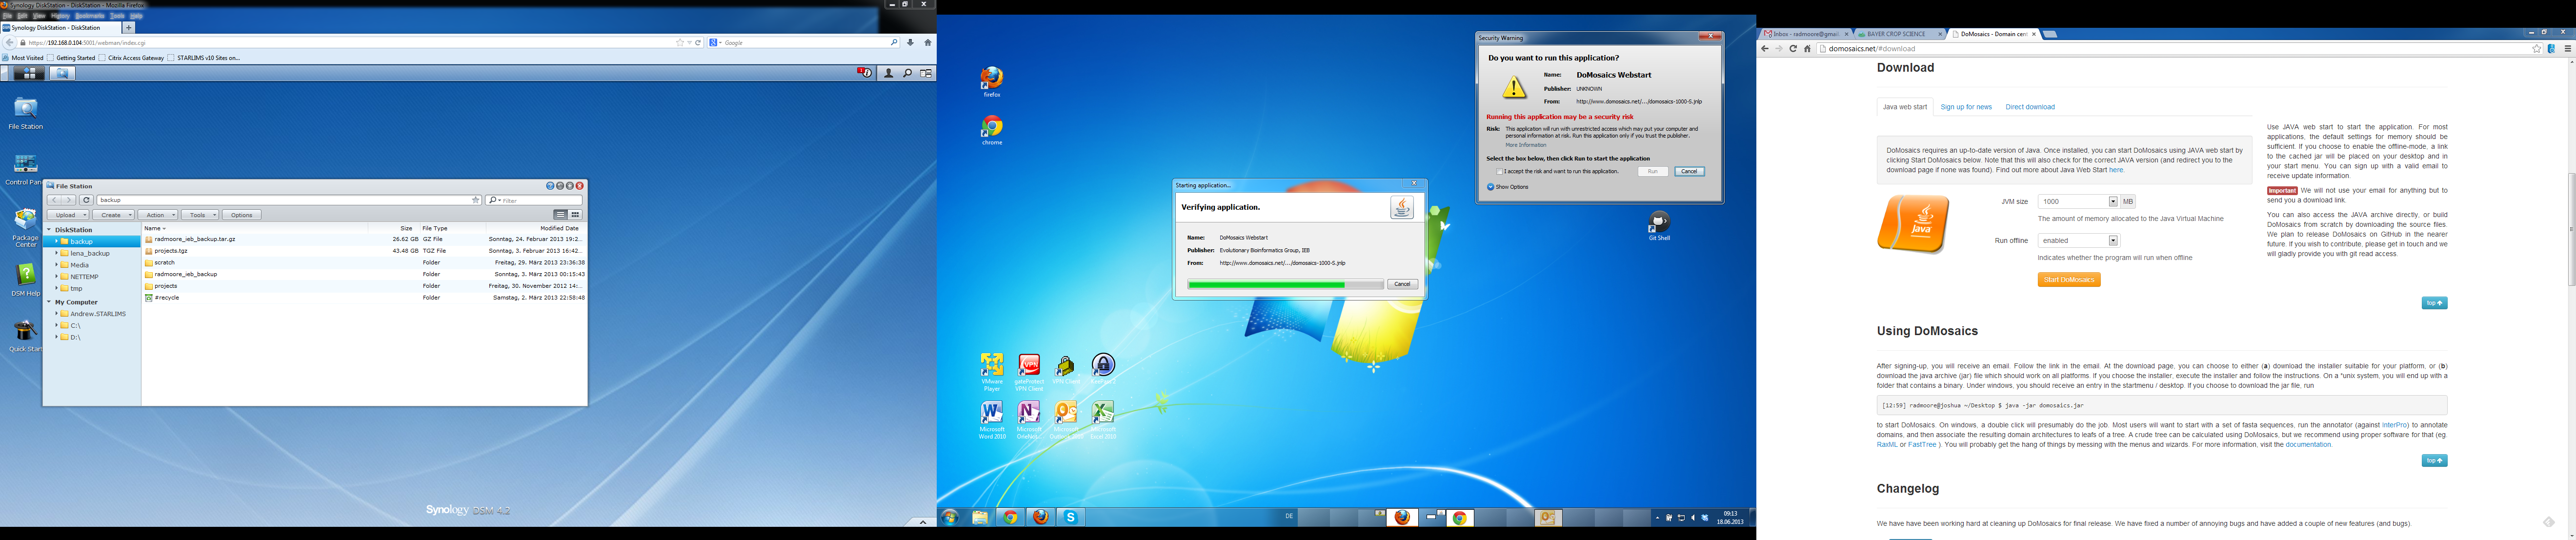 Synology DiskStation - DiskStation - Mozilla Firefox
File Edit View History Bookmarks Tools Help
Synology DiskStation - DiskStation
https://192.168.0.104:5001/webman/index.cgi
Google
Most Visited Getting Started Citrix Access Gateway STARLIMS v10 Sites on...
File Station
Control Panel
Package
Center
DSM Help
Quick Start
File Station
backup
Filter
Upload Create Action Tools Options
DiskStation
backup
lena_backup
Media
NETTEMP
tmp
My Computer
Andrew.STARLIMS
C:\
D:\
Name Size File Type Modified Date
radmoore_ieb_backup.tar.gz 26.62 GB GZ File Sonntag, 24. Februar 2013 19:2...
projects.tgz 43.48 GB TGZ File Sonntag, 3. Februar 2013 16:42...
scratch Folder Freitag, 29. März 2013 23:36:38
radmoore_ieb_backup Folder Sonntag, 3. März 2013 00:15:43
projects Folder Freitag, 30. November 2012 14:...
#recycle Folder Samstag, 2. März 2013 22:58:48
Synology DSM 4.2
firefox
chrome
VMware
Player
gateProtect
VPN Client
VPN Client
Microsoft
Word 2010
Microsoft
Microsoft
Outlook 2010
Microsoft
Excel 2010
Git Shell
Starting application...
Verifying application.
Name: DoMosaics Webstart
Publisher: Evolutionary Bioinformatics Group, IEB
From: http://www.domosaics.net/.../domosaics-1000-S.jnlp
Cancel
Security Warning
Do you want to run this application?
Name: DoMosaics Webstart
Publisher: UNKNOWN
From: http://www.domosaics.net/.../domosaics-1000-S.jnlp
Running this application may be a security risk
Risk: This application will run with unrestricted access which may put your computer and
personal information at risk. Run this application only if you trust the publisher.
More Information
Select the box below, then click Run to start the application
I accept the risk and want to run this application. Run Cancel
Show Options
DE
09:13
18.06.2013
Inbox - radmoore@gmail
BAYER CROP SCIENCE
DoMosaics - Domain cent
domosaics.net/#download
Download
Java web start Sign up for news Direct download
DoMosaics requires an up-to-date version of Java. Once installed, you can start DoMosaics using JAVA web start by
clicking Start DoMosaics below. Note that this will also check for the correct JAVA version (and redirect you to the
download page if none was found). Find out more about Java Web Start here.
Java
JVM size 1000 MB
The amount of memory allocated to the Java Virtual Machine
Run offline enabled
Indicates whether the program will run when offline
Start DoMosaics
Use JAVA web start to start the application. For most
applications, the default settings for memory should be
sufficient. If you choose to enable the offline-mode, a link
to the cached jar will be placed on your desktop and in
your start menu. You can sign up with a valid email to
receive update information.
Important We will not use your email for anything but to
send you a download link.
You can also access the JAVA archive directly, or build
DoMosaics from scratch by downloading the source files.
We plan to release DoMosaics on GitHub in the nearer
future. If you wish to contribute, please get in touch and we
will gladly provide you with git read access.
top
Using DoMosaics
After signing-up, you will receive an email. Follow the link in the email. At the download page, you can choose to either (a) download the installer suitable for your platform, or (b)
download the java archive (jar) file which should work on all platforms. If you choose the installer, execute the installer and follow the instructions. On a *unix system, you will end up with a
folder that contains a binary. Under windows, you should receive an entry in the startmenu / desktop. If you choose to download the jar file, run
[12:59] radmoore@joshua ~/Desktop $ java -jar domosaics.jar
to start DoMosaics. On windows, a double click will presumably do the job. Most users will want to start with a set of fasta sequences, run the annotator (against InterPro) to annotate
domains, and then associate the resulting domain architectures to leafs of a tree. A crude tree can be calculated using DoMosaics, but we recommend using proper software for that (eg.
RaxML or FastTree ). You will probably get the hang of things by messing with the menus and wizards. For more information, visit the documentation.
top
Changelog
We have have been working hard at cleaning up DoMosaics for final release. We have fixed a number of annoying bugs and have added a couple of new features (and bugs).